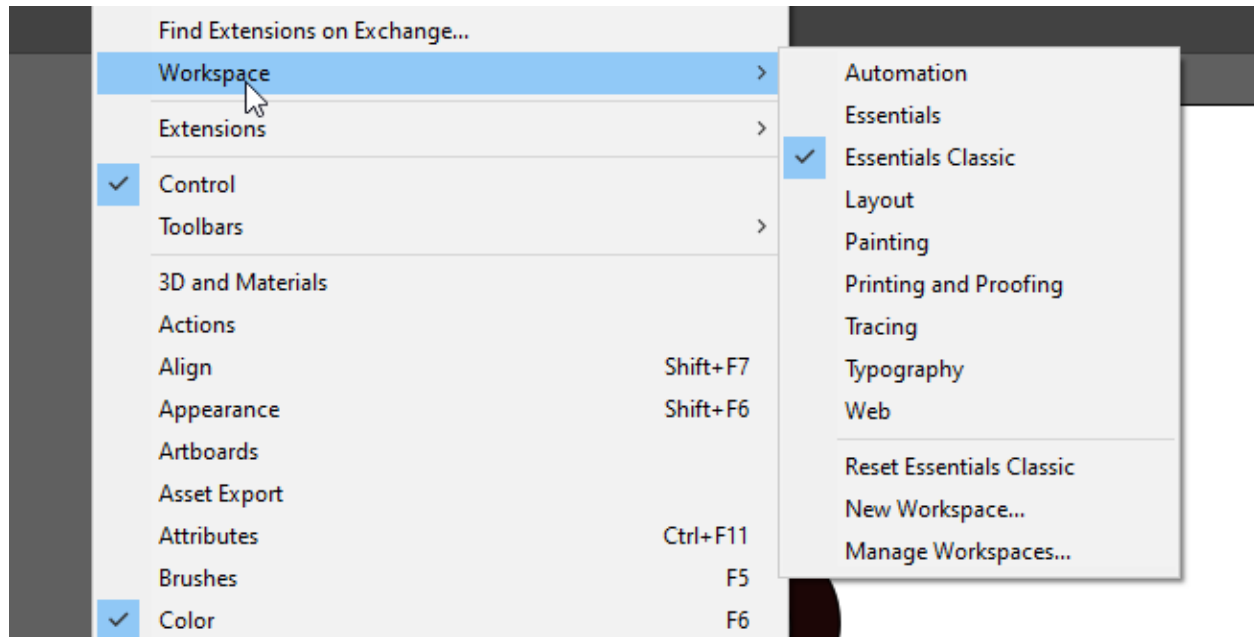 Find Extensions on Exchange...
Workspace
Extensions
Control
Toolbars
3D and Materials
Actions
Align Shift+F7
Appearance Shift+F6
Artboards
Asset Export
Attributes Ctrl+F11
Brushes F5
Color F6
Automation
Essentials
Essentials Classic
Layout
Painting
Printing and Proofing
Tracing
Typography
Web
Reset Essentials Classic
New Workspace...
Manage Workspaces...